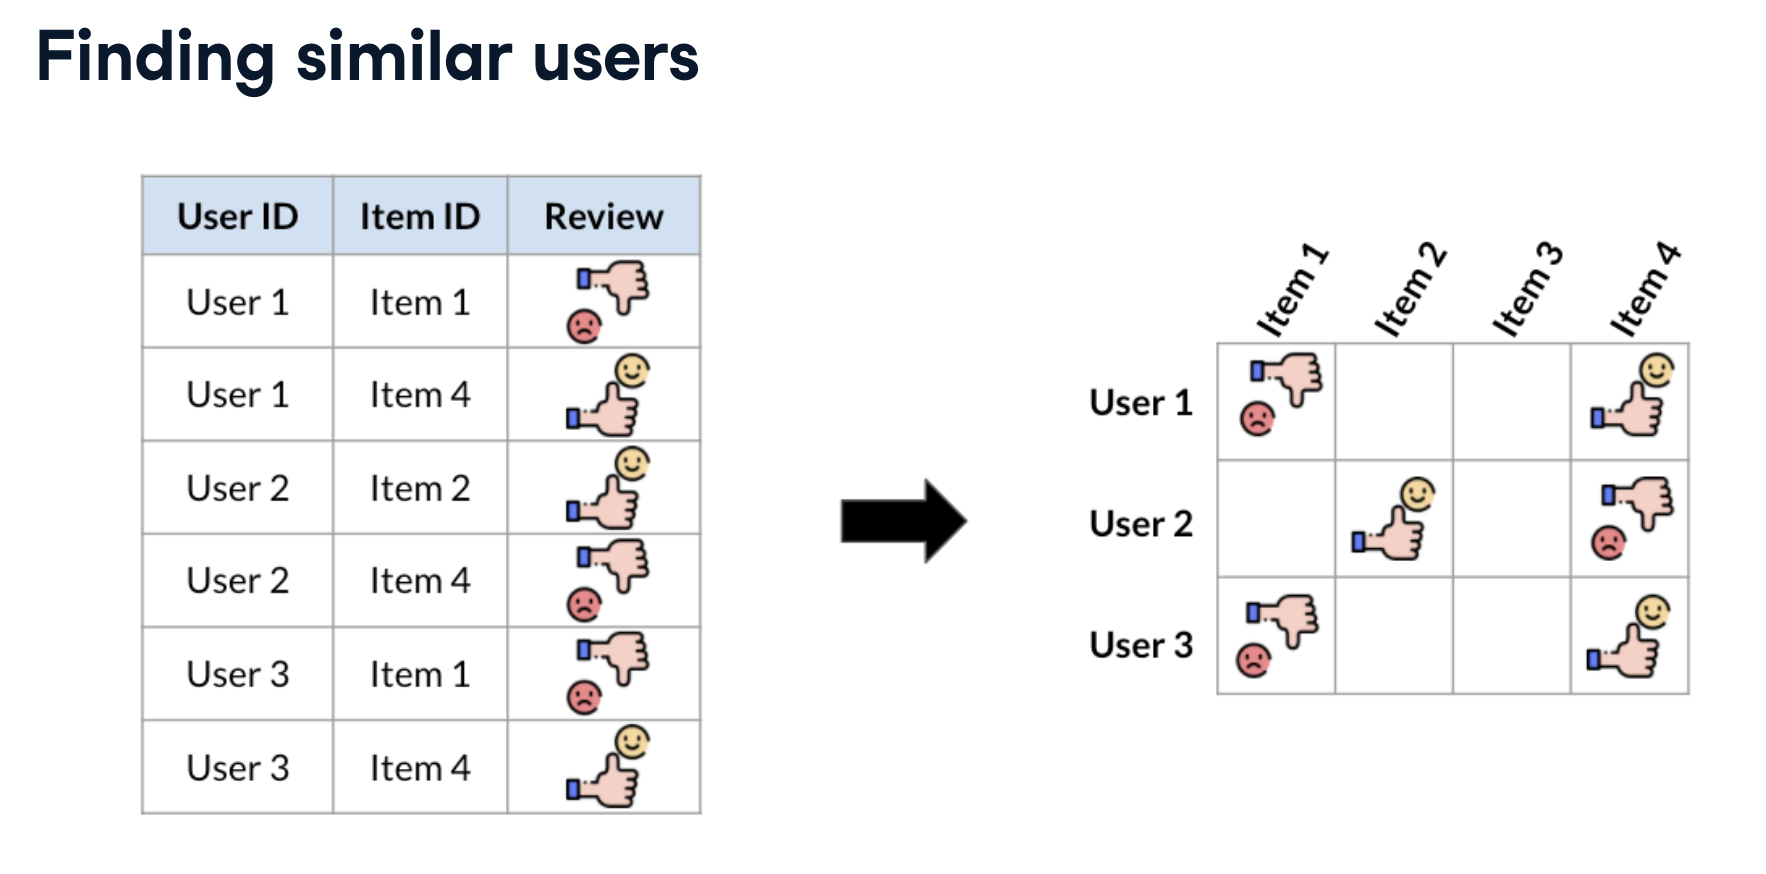 Finding similar users
User ID Item ID Review
User 1 Item 1
User 1 Item 4
User 2 Item 2
User 2 Item 4
User 3 Item 1
User 3 Item 4
Item 1 Item 2 Item 3 Item 4
User 1
User 2
User 3